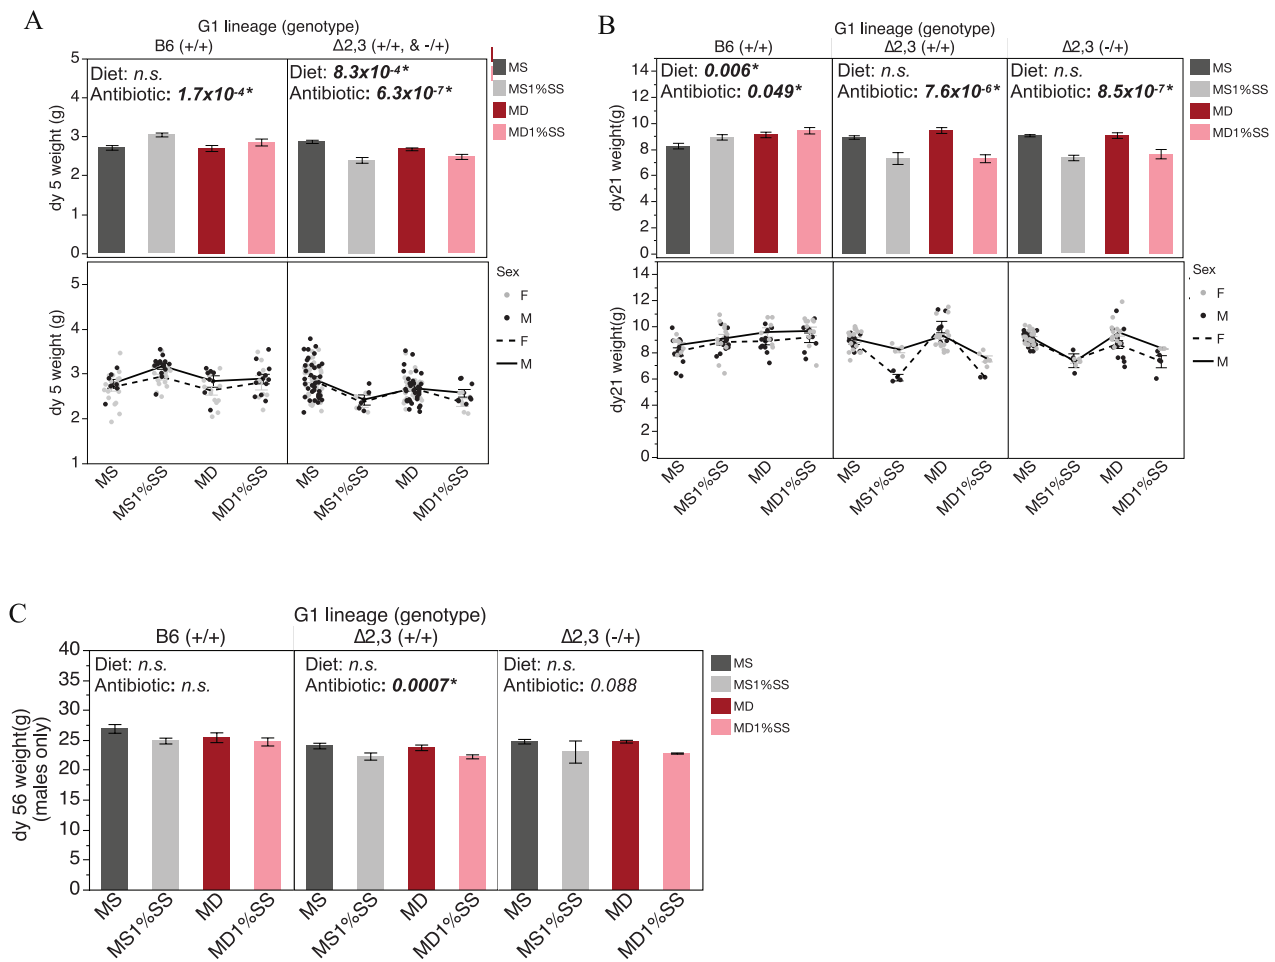 A
G1 lineage (genotype)
B6 (+/+)
Δ2,3 (+/+, & -/+)
Diet: n.s.
Antibiotic: 1.7x10-4*
Diet: 8.3x10-4*
Antibiotic: 6.3x10-7*
MS
MS1%SS
MD
MD1%SS
dy 5 weight (g)
5
4
3
2
1
0
dy 5 weight (g)
5
4
3
2
1
Sex
F
M
F
M
MS
MS1%SS
MD
MD1%SS
MS
MS1%SS
MD
MD1%SS
B
G1 lineage (genotype)
B6 (+/+)
Δ2,3 (+/+)
Δ2,3 (-/+)
Diet: 0.006*
Antibiotic: 0.049*
Diet: n.s.
Antibiotic: 7.6x10-6*
Diet: n.s.
Antibiotic: 8.5x10-7*
MS
MS1%SS
MD
MD1%SS
dy21 weight(g)
14
12
10
8
6
4
2
0
dy21 weight(g)
14
12
10
8
6
4
2
0
Sex
F
M
F
M
MS
MS1%SS
MD
MD1%SS
MS
MS1%SS
MD
MD1%SS
MS
MS1%SS
MD
MD1%SS
C
G1 lineage (genotype)
B6 (+/+)
Δ2,3 (+/+)
Δ2,3 (-/+)
Diet: n.s.
Antibiotic: n.s.
Diet: n.s.
Antibiotic: 0.0007*
Diet: n.s.
Antibiotic: 0.088
MS
MS1%SS
MD
MD1%SS
dy 56 weight(g)
(males only)
40
35
30
25
20
15
10
5
0
MS
MS1%SS
MD
MD1%SS
MS
MS1%SS
MD
MD1%SS
MS
MS1%SS
MD
MD1%SS